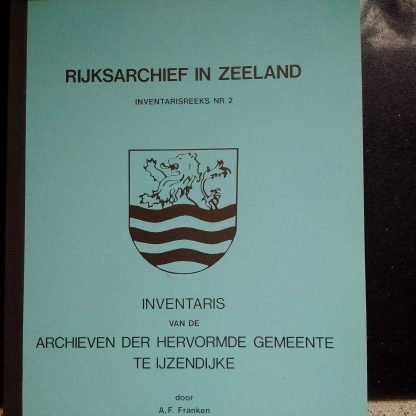 RIJKSARCHIEF IN ZEELAND
INVENTARISREEKS NR. 2
INVENTARIS
VAN DE
ARCHIEVEN DER HERVORMDE GEMEENTE
TE IJZENDIJKE
door
A.F. Franken